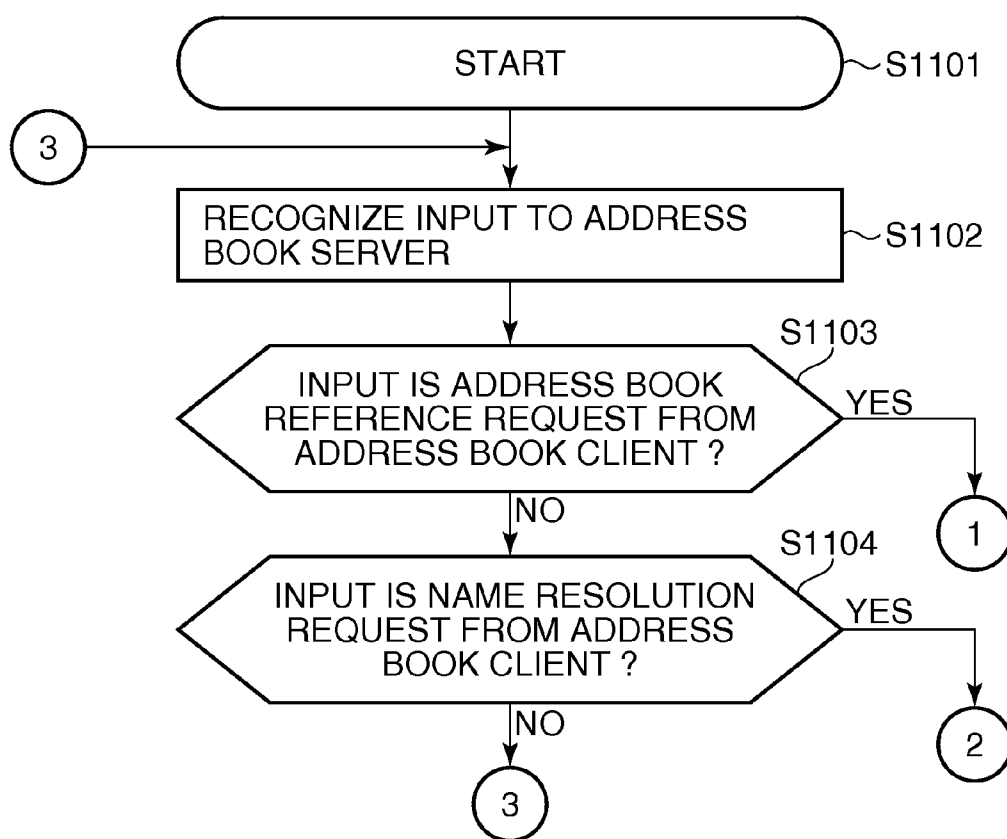 START
S1101
3
RECOGNIZE INPUT TO ADDRESS
BOOK SERVER
S1102
S1103
INPUT IS ADDRESS BOOK
REFERENCE REQUEST FROM
ADDRESS BOOK CLIENT ?
YES
NO
1
S1104
INPUT IS NAME RESOLUTION
REQUEST FROM ADDRESS
BOOK CLIENT ?
YES
NO
2
3